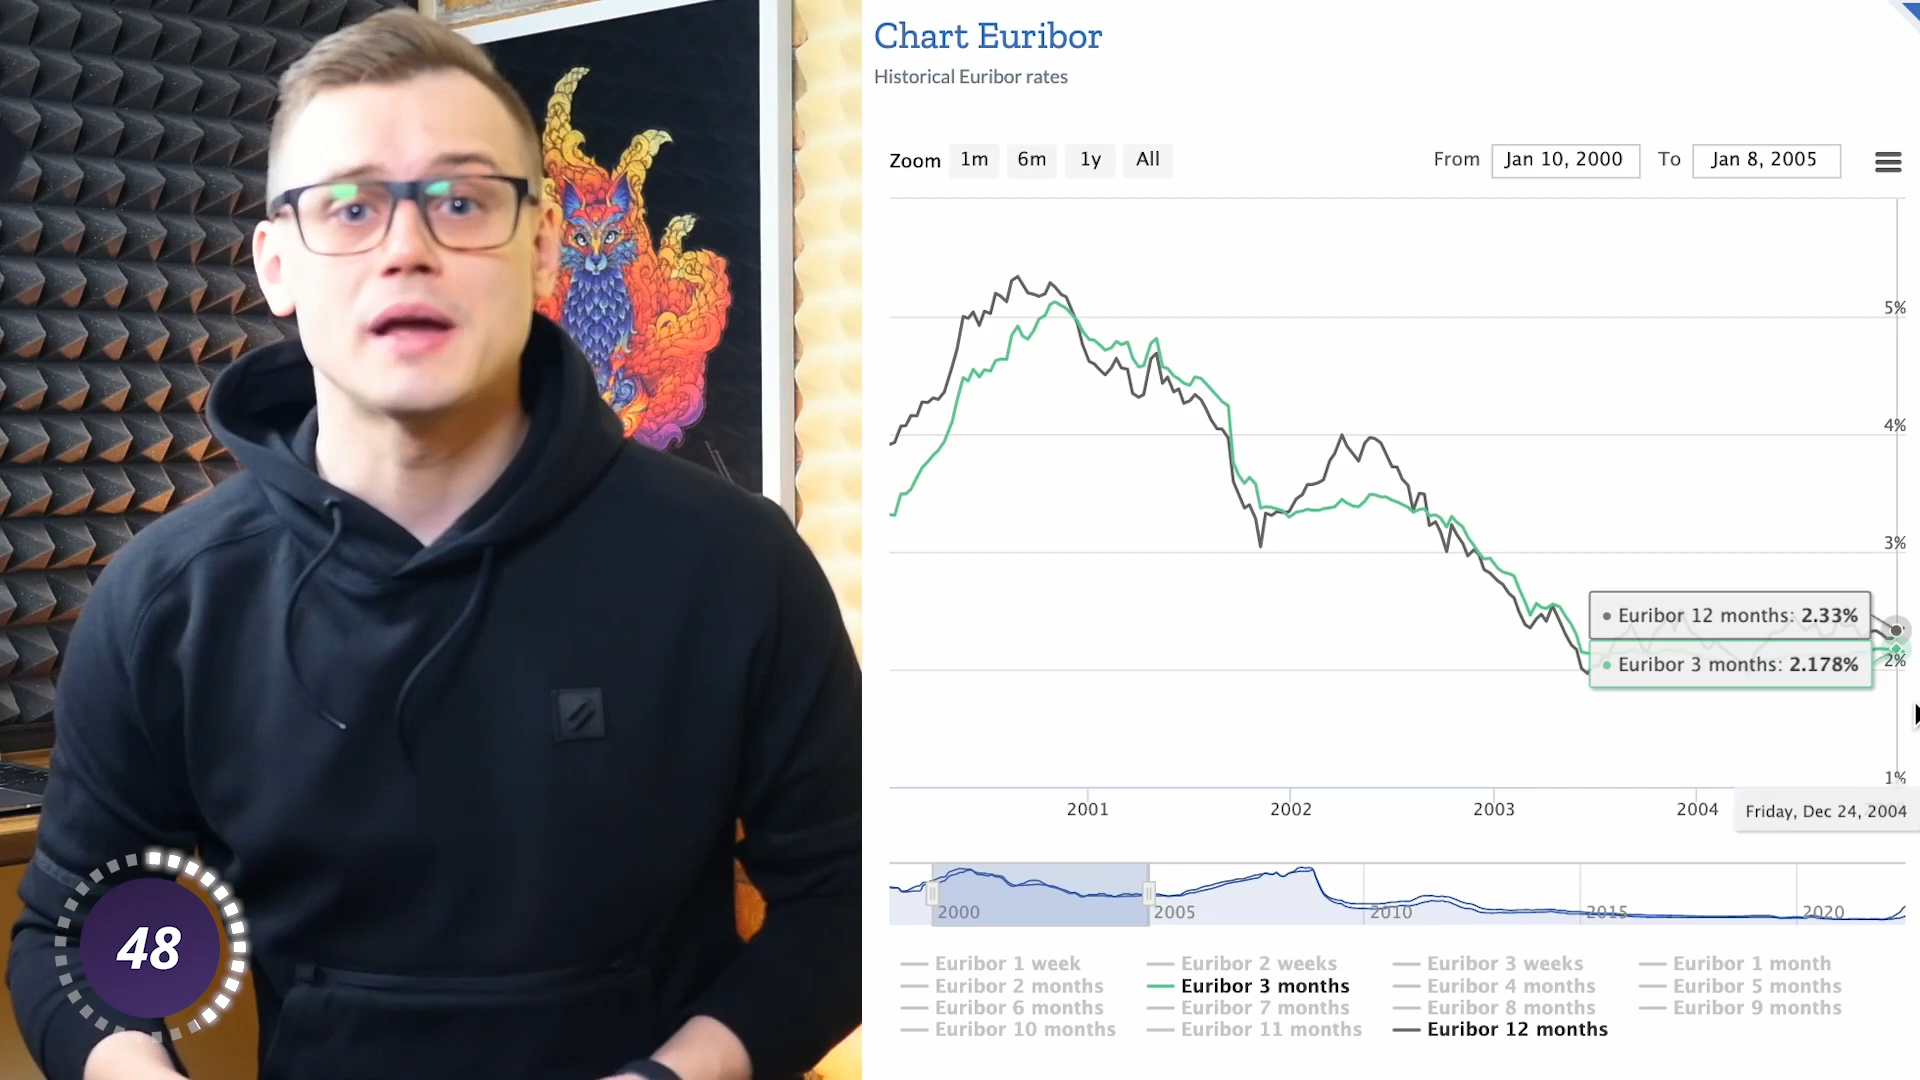 Chart Euribor
Historical Euribor rates
Zoom 1m 6m 1y All
From Jan 10, 2000 To Jan 8, 2005
5%
4%
3%
Euribor 12 months: 2.33%
Euribor 3 months: 2.178%
2%
1%
2001 2002 2003 2004
Friday, Dec 24, 2004
2000 2005 2010 2015 2020
Euribor 1 week Euribor 2 weeks Euribor 3 weeks Euribor 1 month
Euribor 2 months Euribor 3 months Euribor 4 months Euribor 5 months
Euribor 6 months Euribor 7 months Euribor 8 months Euribor 9 months
Euribor 10 months Euribor 11 months Euribor 12 months
48